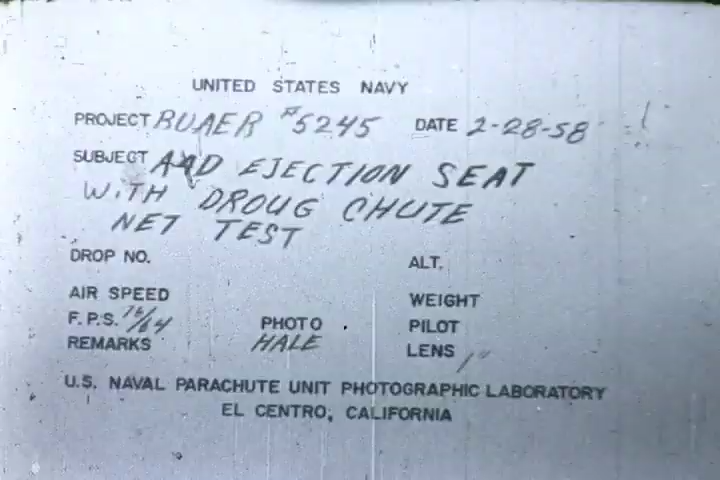 UNITED STATES NAVY
PROJECT BUAER #5245 DATE 2-28-58
SUBJECT A4D EJECTION SEAT
WITH DROUG CHUTE
NET TEST
DROP NO. ALT.
AIR SPEED WEIGHT
F.P.S. 16/64 PHOTO PILOT
REMARKS HALE LENS 1"
U.S. NAVAL PARACHUTE UNIT PHOTOGRAPHIC LABORATORY
EL CENTRO, CALIFORNIA